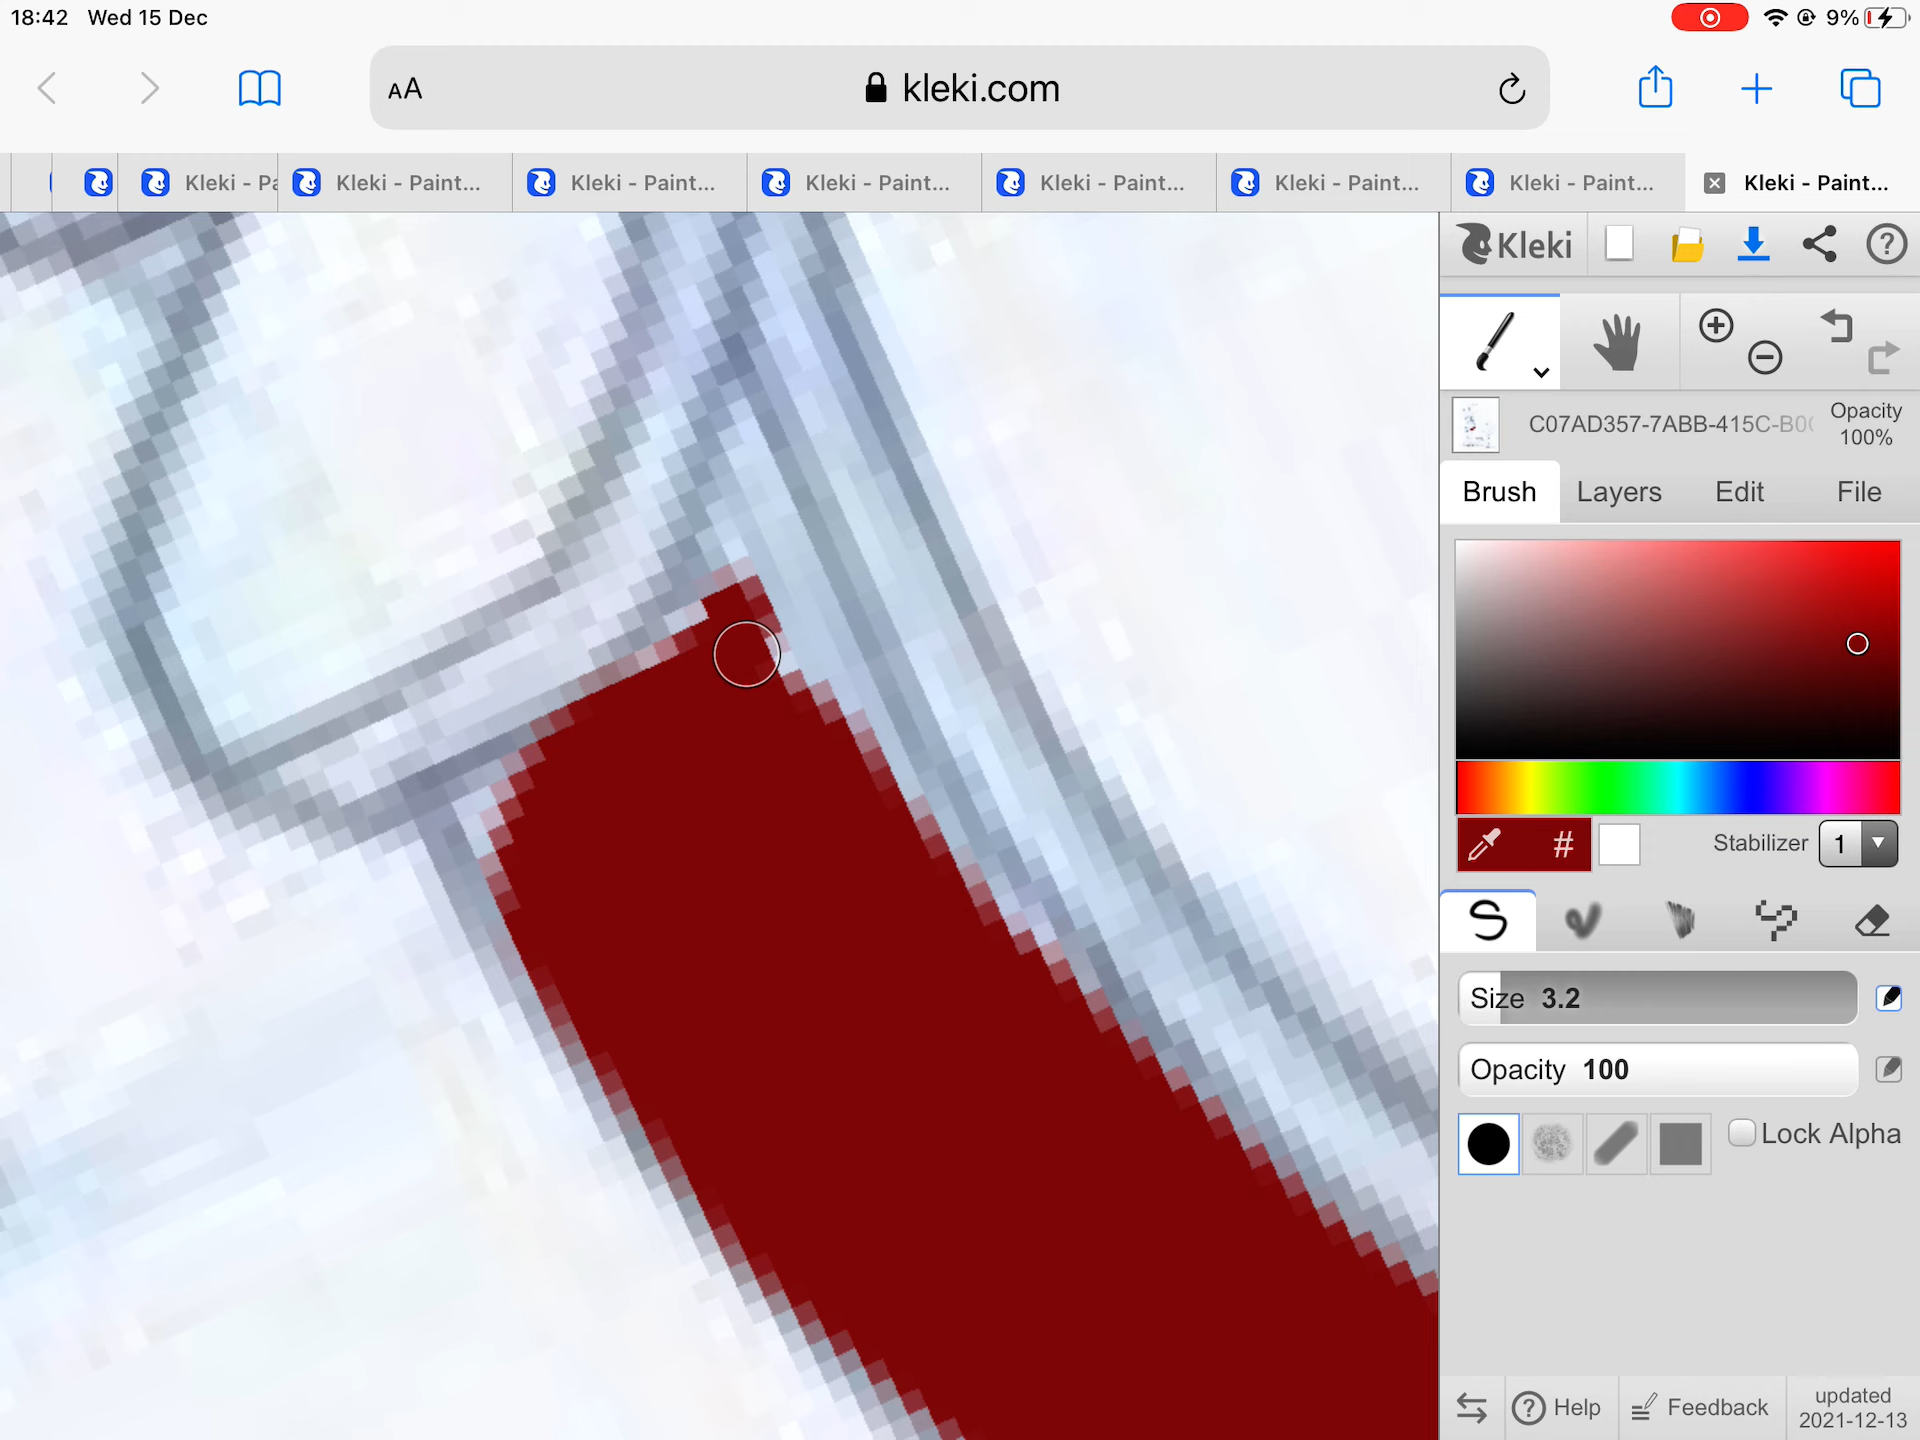 18:42 Wed 15 Dec
9%
AA
kleki.com
Kleki - Pa
Kleki - Paint...
Kleki - Paint...
Kleki - Paint...
Kleki - Paint...
Kleki - Paint...
Kleki - Paint...
Kleki - Paint...
Kleki
C07AD357-7ABB-415C-B0
Opacity
100%
Brush
Layers
Edit
File
#
Stabilizer
1
Size 3.2
Opacity 100
Lock Alpha
Help
Feedback
updated
2021-12-13